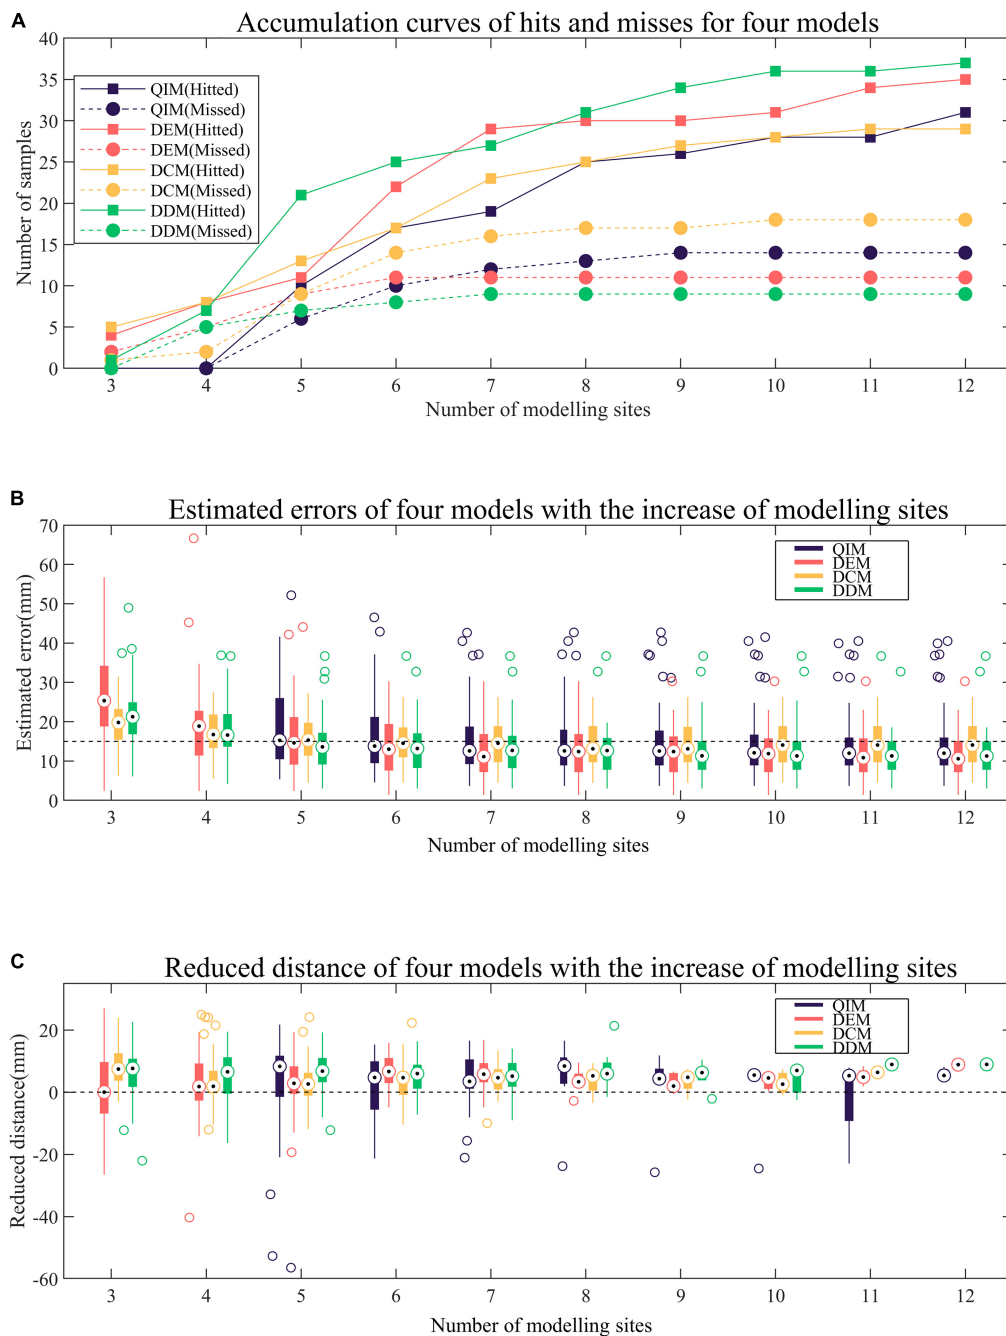 A
Accumulation curves of hits and misses for four models
40
35
30
25
20
15
10
5
0
Number of samples
QIM(Hitted)
QIM(Missed)
DEM(Hitted)
DEM(Missed)
DCM(Hitted)
DCM(Missed)
DDM(Hitted)
DDM(Missed)
3 4 5 6 7 8 9 10 11 12
Number of modelling sites
B
Estimated errors of four models with the increase of modelling sites
70
60
50
40
30
20
10
0
Estimated error(mm)
QIM
DEM
DCM
DDM
3 4 5 6 7 8 9 10 11 12
Number of modelling sites
C
Reduced distance of four models with the increase of modelling sites
20
0
-20
-40
-60
Reduced distance(mm)
QIM
DEM
DCM
DDM
3 4 5 6 7 8 9 10 11 12
Number of modelling sites